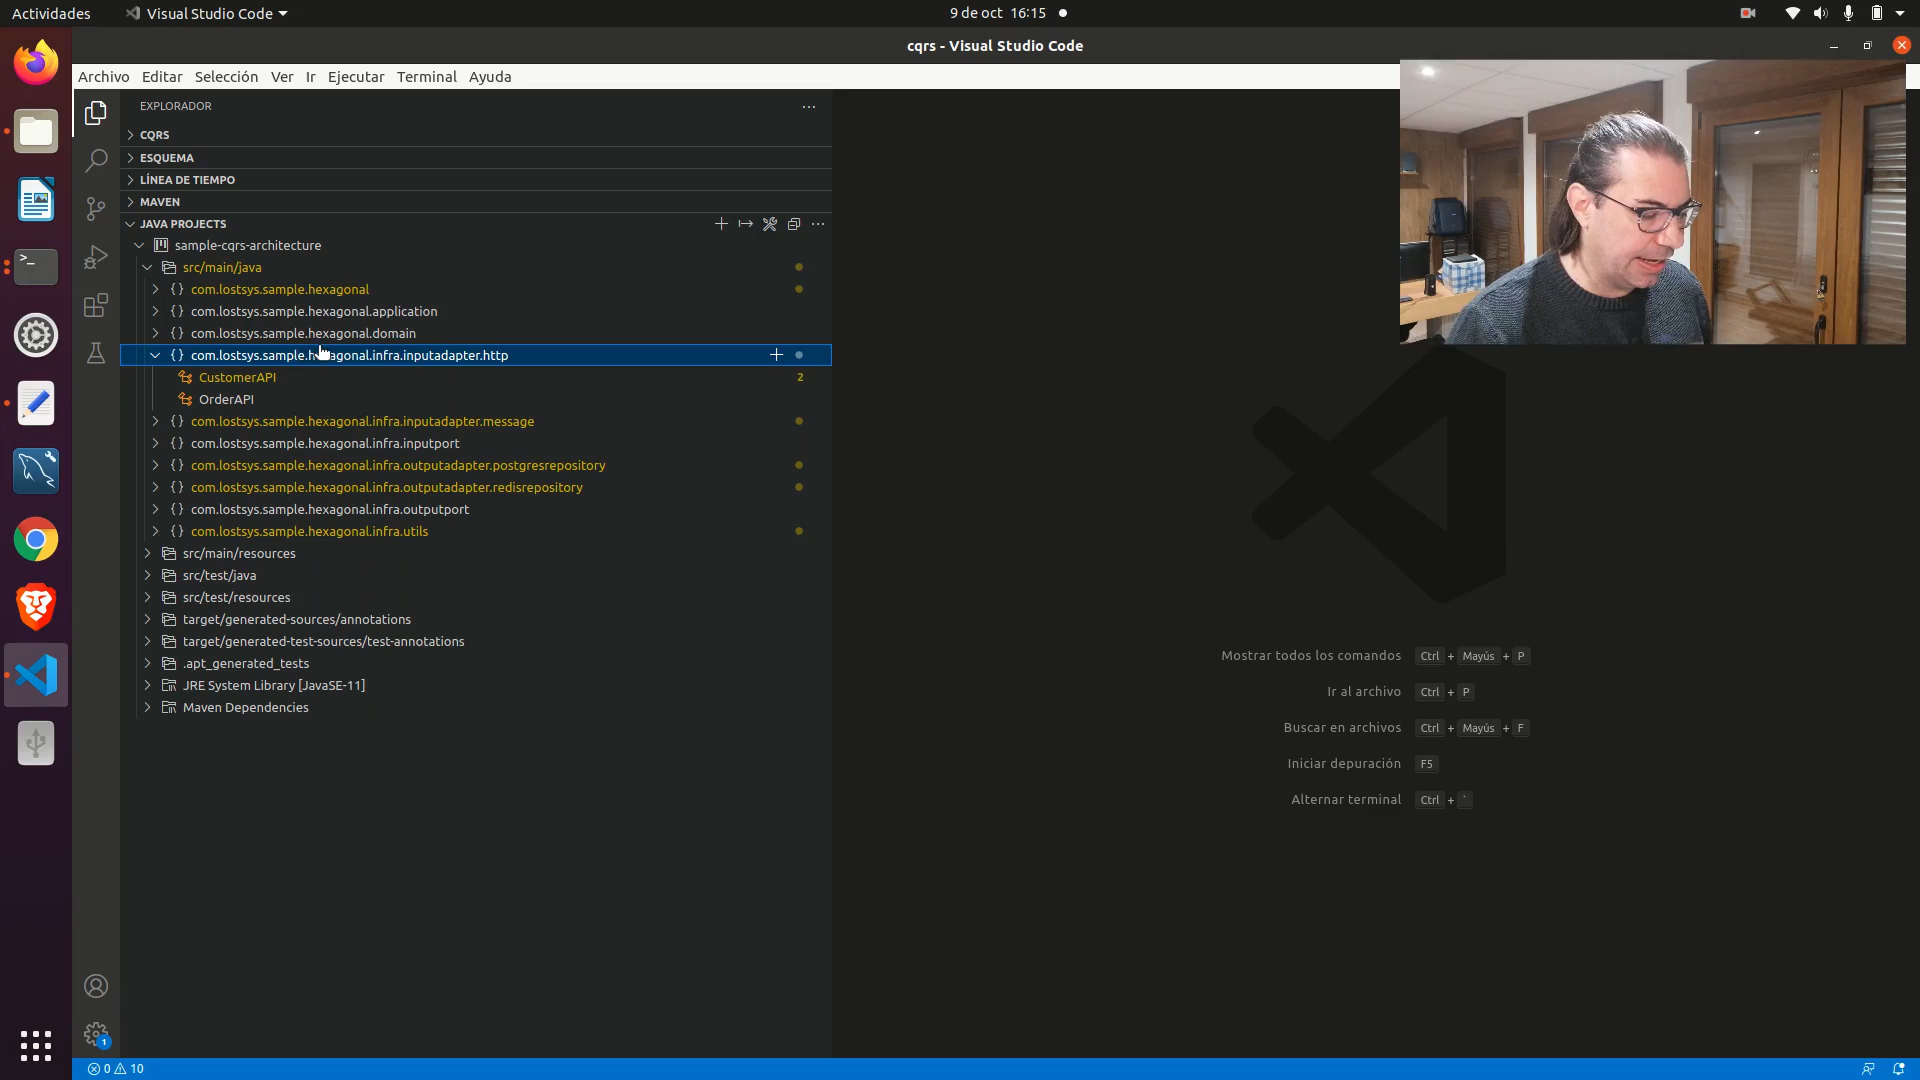 Actividades
Visual Studio Code
9 de oct 16:15
cqrs - Visual Studio Code
Archivo Editar Selección Ver Ir Ejecutar Terminal Ayuda
EXPLORADOR
CQRS
ESQUEMA
LÍNEA DE TIEMPO
MAVEN
JAVA PROJECTS
sample-cqrs-architecture
src/main/java
{} com.lostsys.sample.hexagonal
{} com.lostsys.sample.hexagonal.application
{} com.lostsys.sample.hexagonal.domain
{} com.lostsys.sample.hexagonal.infra.inputadapter.http
CustomerAPI 2
OrderAPI
{} com.lostsys.sample.hexagonal.infra.inputadapter.message
{} com.lostsys.sample.hexagonal.infra.inputport
{} com.lostsys.sample.hexagonal.infra.outputadapter.postgresrepository
{} com.lostsys.sample.hexagonal.infra.outputadapter.redisrepository
{} com.lostsys.sample.hexagonal.infra.outputport
{} com.lostsys.sample.hexagonal.infra.utils
src/main/resources
src/test/java
src/test/resources
target/generated-sources/annotations
target/generated-test-sources/test-annotations
.apt_generated_tests
JRE System Library [JavaSE-11]
Maven Dependencies
Mostrar todos los comandos Ctrl + Mayús + P
Ir al archivo Ctrl + P
Buscar en archivos Ctrl + Mayús + F
Iniciar depuración F5
Alternar terminal Ctrl + `
1
0 10